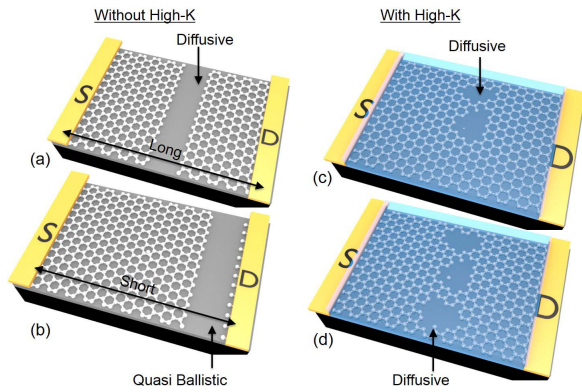 Without High-K
With High-K
Diffusive
Diffusive
S
D
Long
(a)
S
D
(c)
S
D
Short
(b)
S
D
(d)
Quasi Ballistic
Diffusive